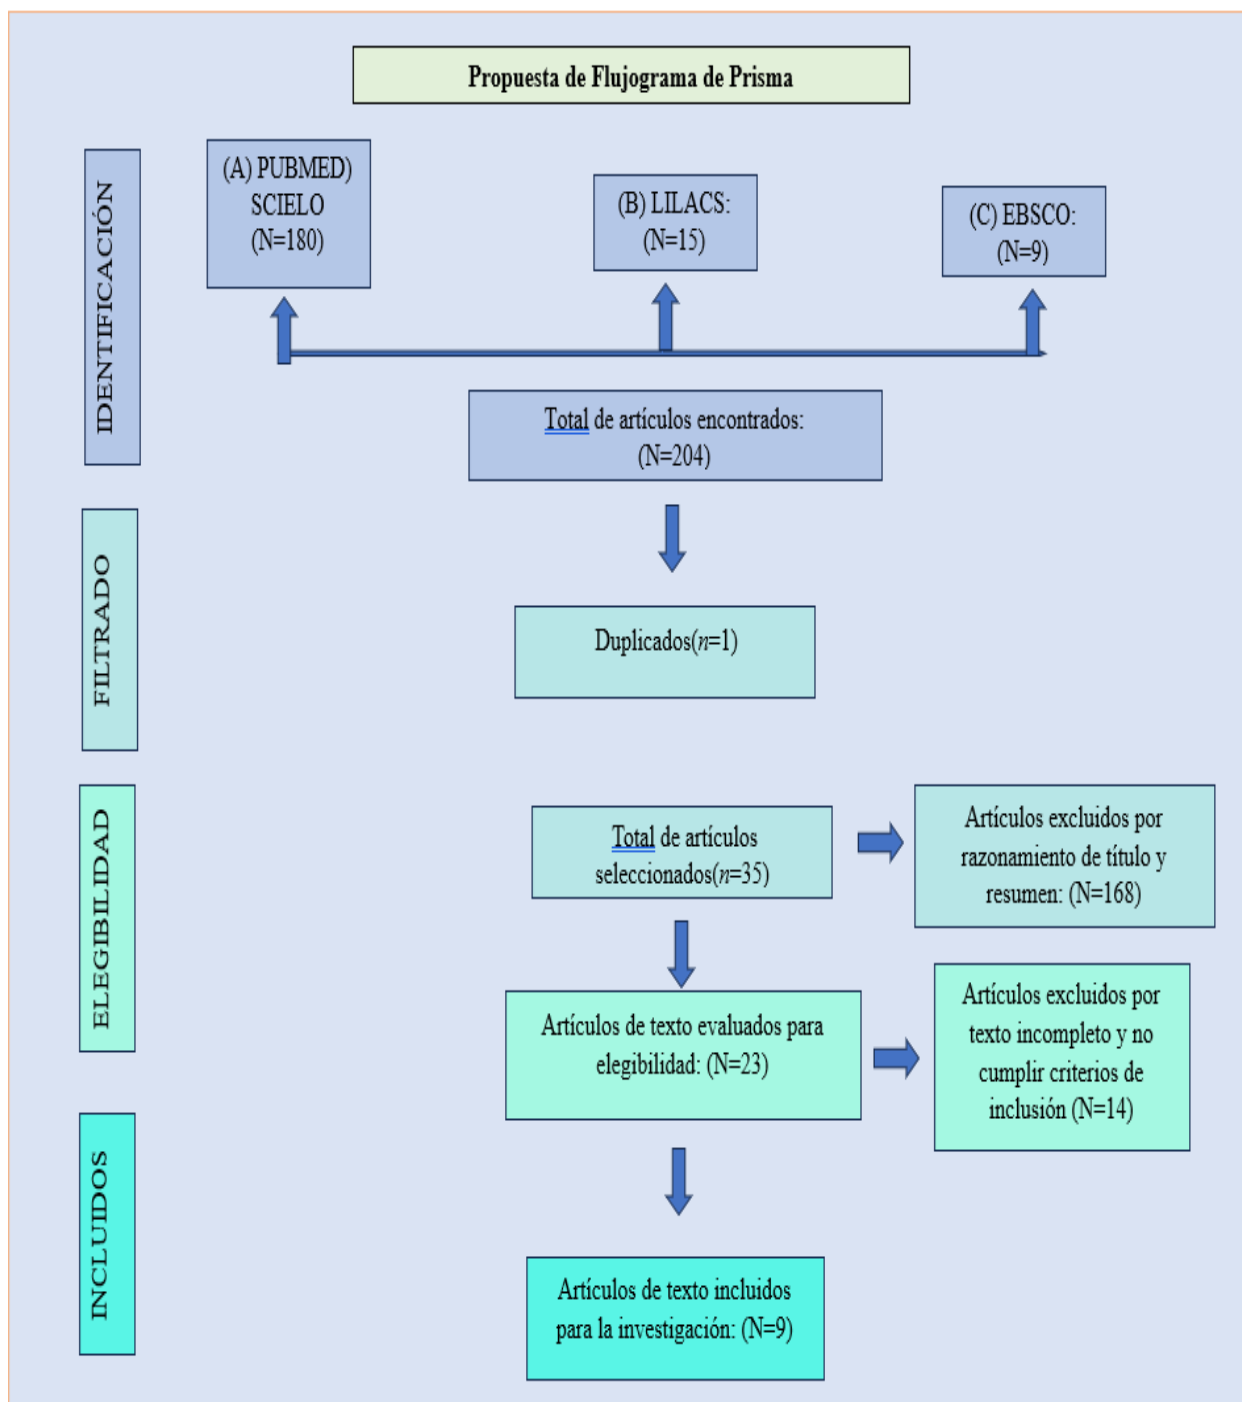 Propuesta de Flujograma de Prisma
IDENTIFICACIÓN
(A) PUBMED)
SCIELO
(N=180)
(B) LILACS:
(N=15)
(C) EBSCO:
(N=9)
Total de artículos encontrados:
(N=204)
FILTRADO
Duplicados(n=1)
ELEGIBILIDAD
Total de artículos
seleccionados(n=35)
Artículos excluidos por
razonamiento de título y
resumen: (N=168)
Artículos de texto evaluados para
elegibilidad: (N=23)
Artículos excluidos por
texto incompleto y no
cumplir criterios de
inclusión (N=14)
INCLUIDOS
Artículos de texto incluidos
para la investigación: (N=9)